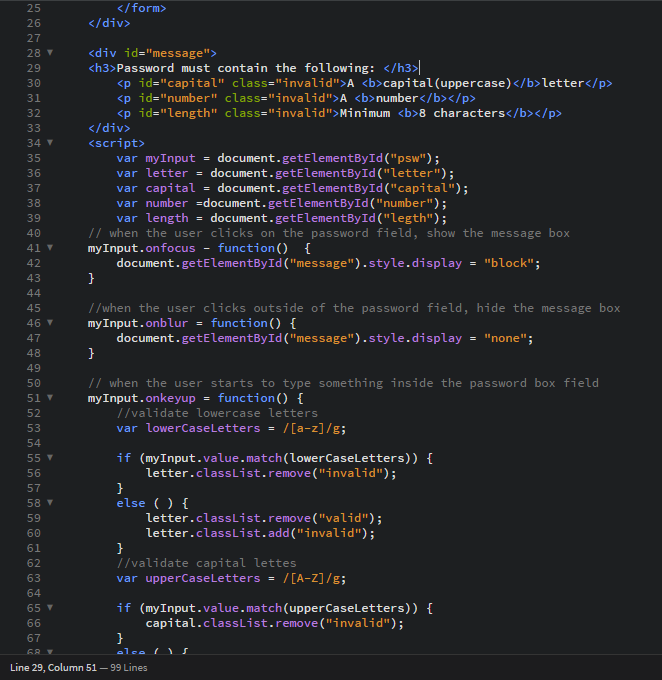 25 </form>
26 </div>
27
28 <div id="message">
29 <h3>Password must contain the following: </h3>
30 <p id="capital" class="invalid">A <b>capital(uppercase)</b>letter</p>
31 <p id="number" class="invalid">A <b>number</b></p>
32 <p id="length" class="invalid">Minimum <b>8 characters</b></p>
33 </div>
34 <script>
35 var myInput = document.getElementById("psw");
36 var letter = document.getElementById("letter");
37 var capital = document.getElementById("capital");
38 var number =document.getElementById("number");
39 var length = document.getElementById("legth");
40 // when the user clicks on the password field, show the message box
41 myInput.onfocus - function()  {
42 document.getElementById("message").style.display = "block";
43 }
44
45 //when the user clicks outside of the password field, hide the message box
46 myInput.onblur = function() {
47 document.getElementById("message").style.display = "none";
48 }
49
50 // when the user starts to type something inside the password box field
51 myInput.onkeyup = function() {
52 //validate lowercase letters
53 var lowerCaseLetters = /[a-z]/g;
54
55 if (myInput.value.match(lowerCaseLetters)) {
56 letter.classList.remove("invalid");
57 }
58 else ( ) {
59 letter.classList.remove("valid");
60 letter.classList.add("invalid");
61 }
62 //validate capital lettes
63 var upperCaseLetters = /[A-Z]/g;
64
65 if (myInput.value.match(upperCaseLetters)) {
66 capital.classList.remove("invalid");
67 }
68 else ( ) {
Line 29, Column 51 — 99 Lines